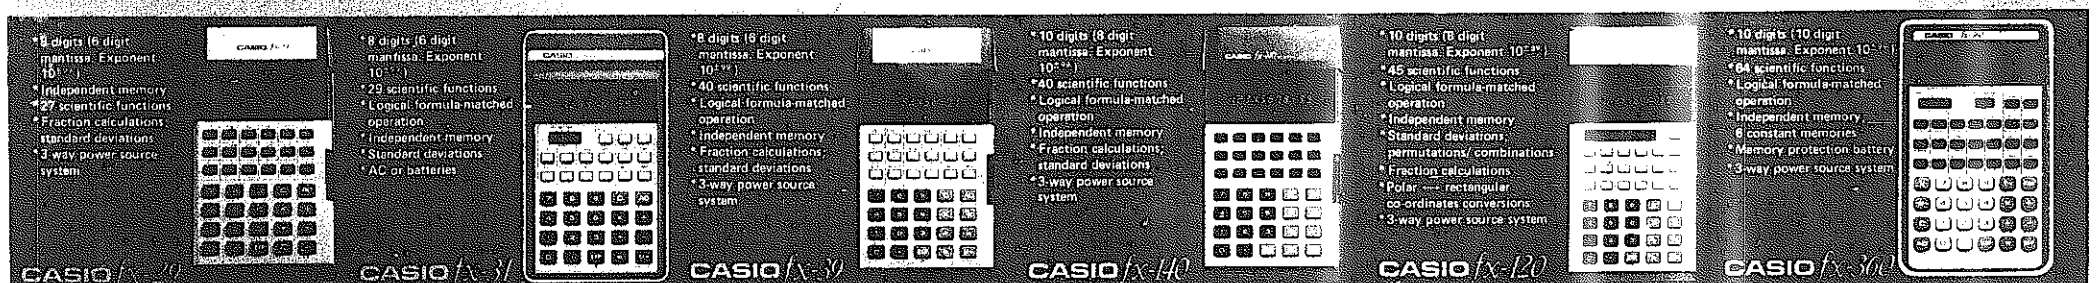 *8 digits (6 digit
mantissa. Exponent
*Independent memory
*27 scientific functions
*Fraction calculations;
standard deviations
*3-way power source
system
CASIO
*8 digits (6 digit
mantissa. Exponent
*29 scientific functions
*Logical formula-matched
operation
*Independent memory
*Standard deviations
*AC or batteries
CASIO
CASIO fx-31
*8 digits (6 digit
mantissa. Exponent
*40 scientific functions
*Logical formula-matched
operation
*Independent memory
*Fraction calculations;
standard deviations
*3-way power source
system
CASIO fx-39
*10 digits (8 digit
mantissa. Exponent
*40 scientific functions
*Logical formula-matched
operation
*Independent memory
*Fraction calculations;
standard deviations
*3-way power source
system
CASIO fx-140
*10 digits (8 digit
mantissa. Exponent
*45 scientific functions
*Logical formula-matched
operation
*Independent memory
*Standard deviations;
permutations/combinations
*Fraction calculations
*Polar ↔ rectangular
co-ordinates conversions
*3-way power source system
CASIO fx-120
*10 digits (10 digit
mantissa. Exponent
*64 scientific functions
*Logical formula-matched
operation
*Independent memory
6 constant memories
*Memory protection battery
*3-way power source system
CASIO